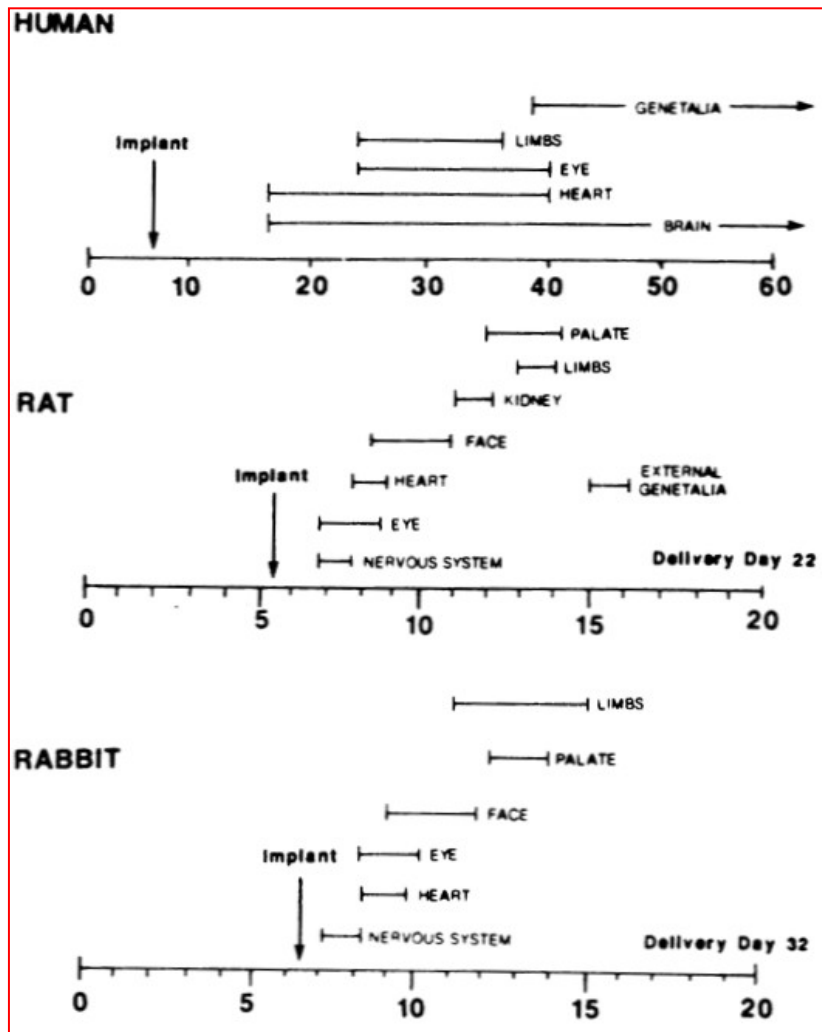 HUMAN
GENETALIA
Implant
LIMBS
EYE
HEART
BRAIN
0 10 20 30 40 50 60
PALATE
LIMBS
RAT
KIDNEY
FACE
Implant
HEART
EXTERNAL
GENETALIA
EYE
NERVOUS SYSTEM
Delivery Day 22
0 5 10 15 20
LIMBS
RABBIT
PALATE
FACE
Implant
EYE
HEART
NERVOUS SYSTEM
Delivery Day 32
0 5 10 15 20